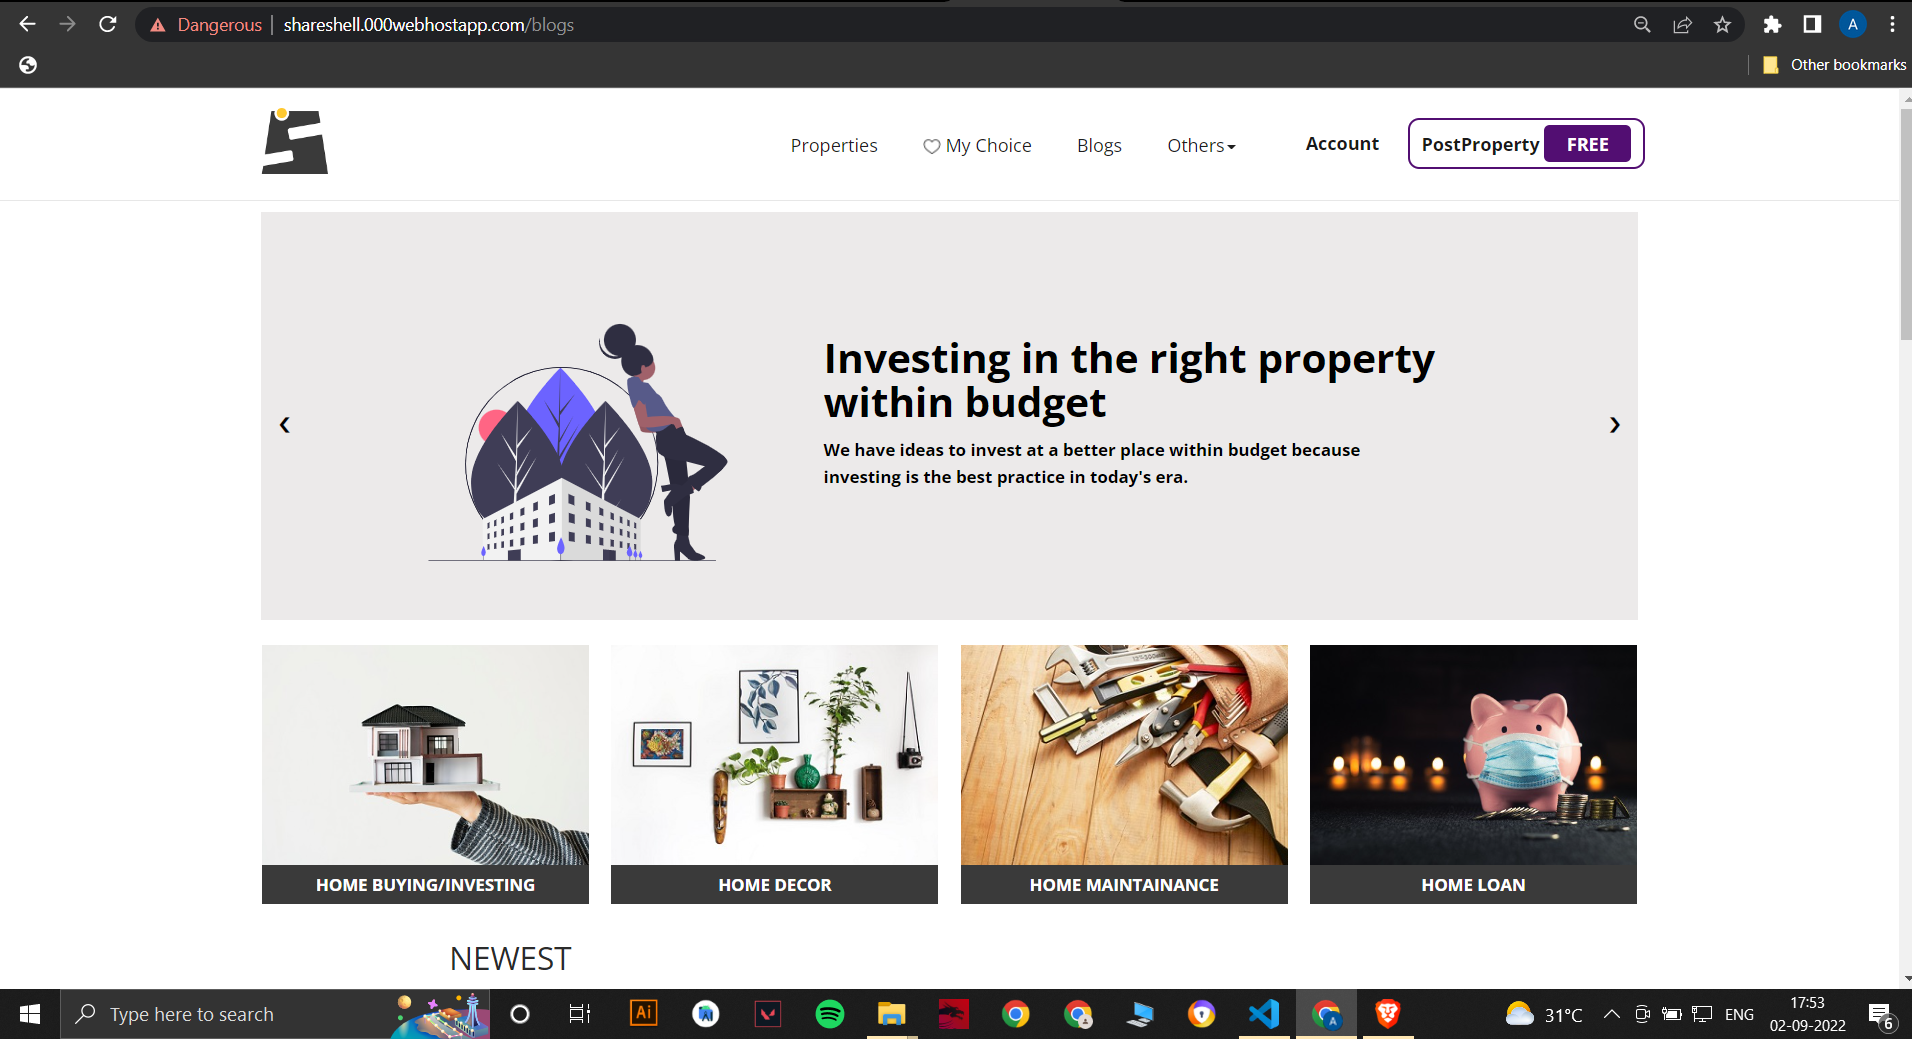 Dangerous | shareshell.000webhostapp.com/blogs
A
Other bookmarks
Properties My Choice Blogs Others Account PostProperty FREE
Investing in the right property
within budget
We have ideas to invest at a better place within budget because
investing is the best practice in today's era.
HOME BUYING/INVESTING HOME DECOR HOME MAINTAINANCE HOME LOAN
NEWEST
Type here to search
Ai
A
31°C
ENG
17:53
02-09-2022
6